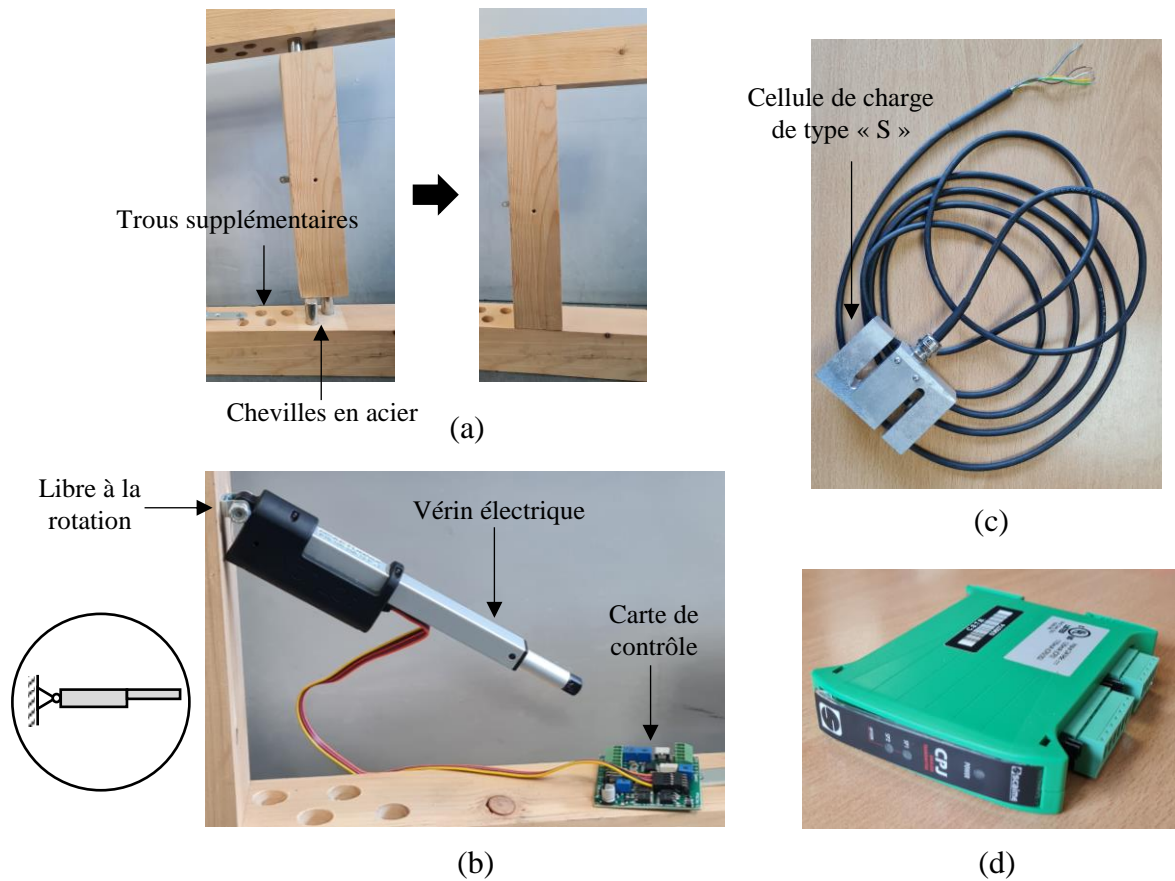 Trous supplémentaires
Chevilles en acier
(a)
Cellule de charge
de type « S »
(c)
Libre à la
rotation
Vérin électrique
Carte de
contrôle
(b)
CPJ
scaime
(d)